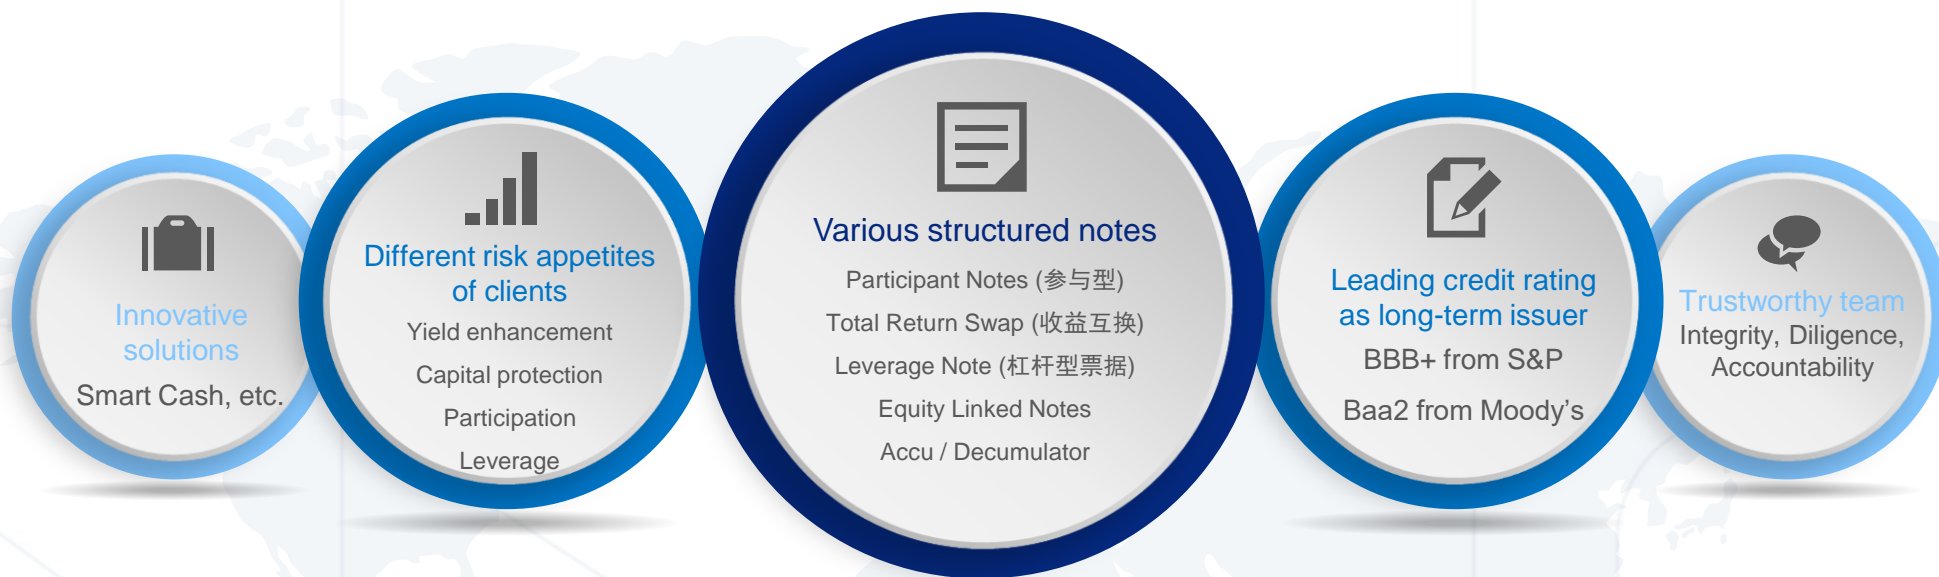 Innovative
solutions
Smart Cash, etc.
Different risk appetites
of clients
Yield enhancement
Capital protection
Participation
Leverage
Various structured notes
Participant Notes (参与型)
Total Return Swap (收益互换)
Leverage Note (杠杆型票据)
Equity Linked Notes
Accu / Decumulator
Leading credit rating
as long-term issuer
BBB+ from S&P
Baa2 from Moody’s
Trustworthy team
Integrity, Diligence,
Accountability